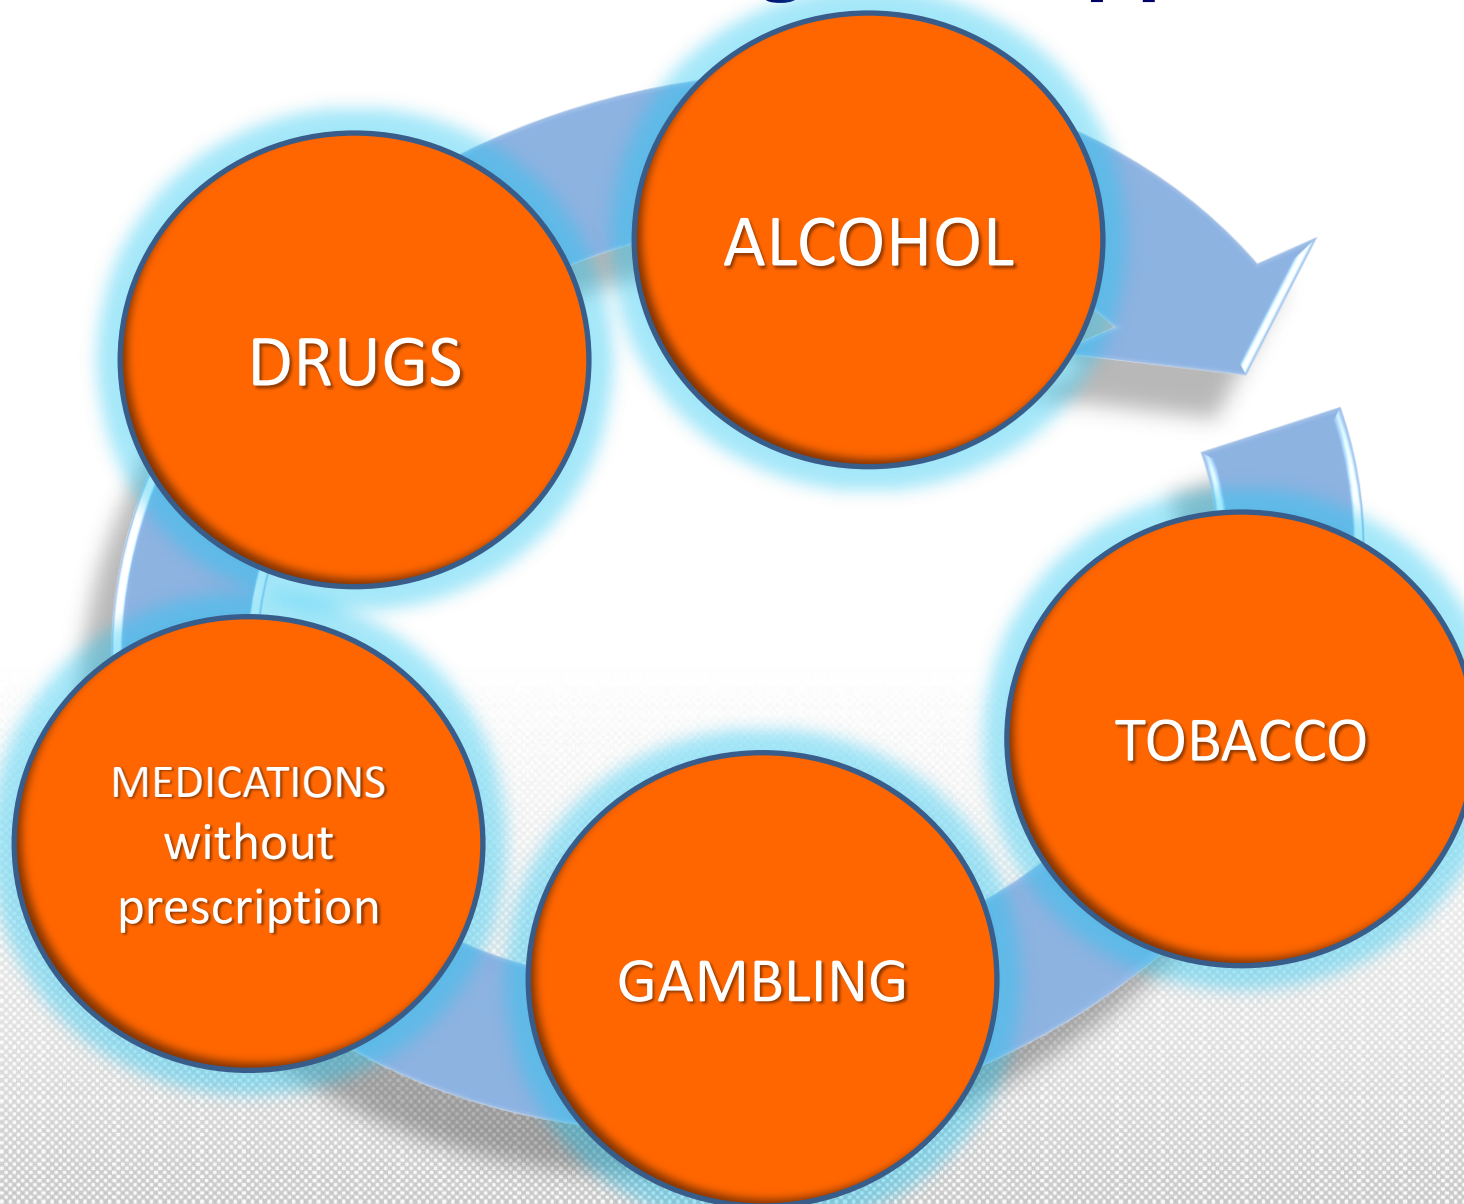 ALCOHOL
DRUGS
TOBACCO
MEDICATIONS
without
prescription
GAMBLING